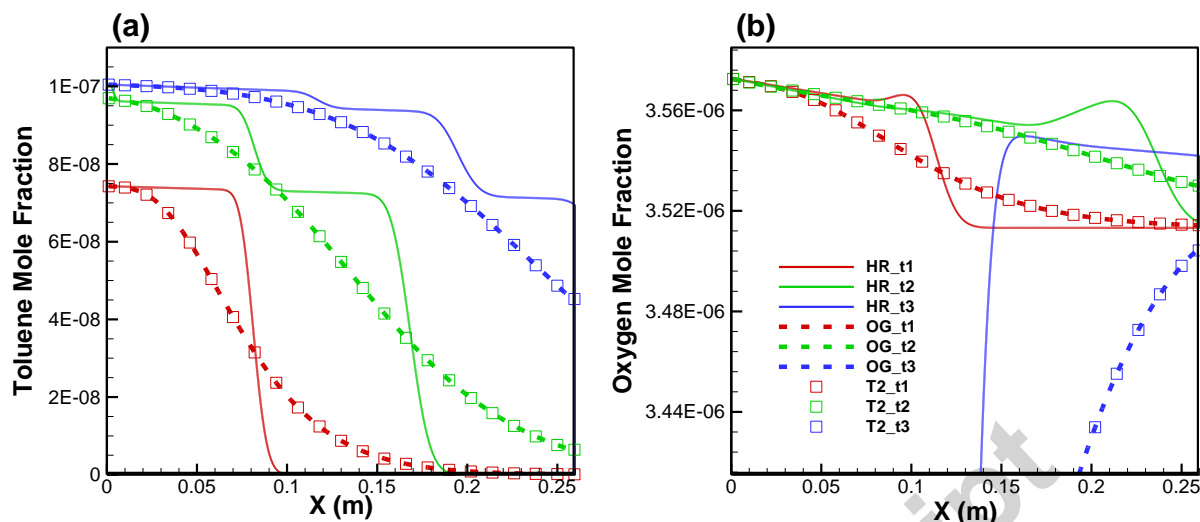 (a)
Toluene Mole Fraction
1E-07
8E-08
6E-08
4E-08
2E-08
0
0 0.05 0.1 0.15 0.2 0.25
X (m)
(b)
Oxygen Mole Fraction
3.56E-06
3.52E-06
3.48E-06
3.44E-06
HR_t1
HR_t2
HR_t3
OG_t1
OG_t2
OG_t3
T2_t1
T2_t2
T2_t3
0 0.05 0.1 0.15 0.2 0.25
X (m)
ipt